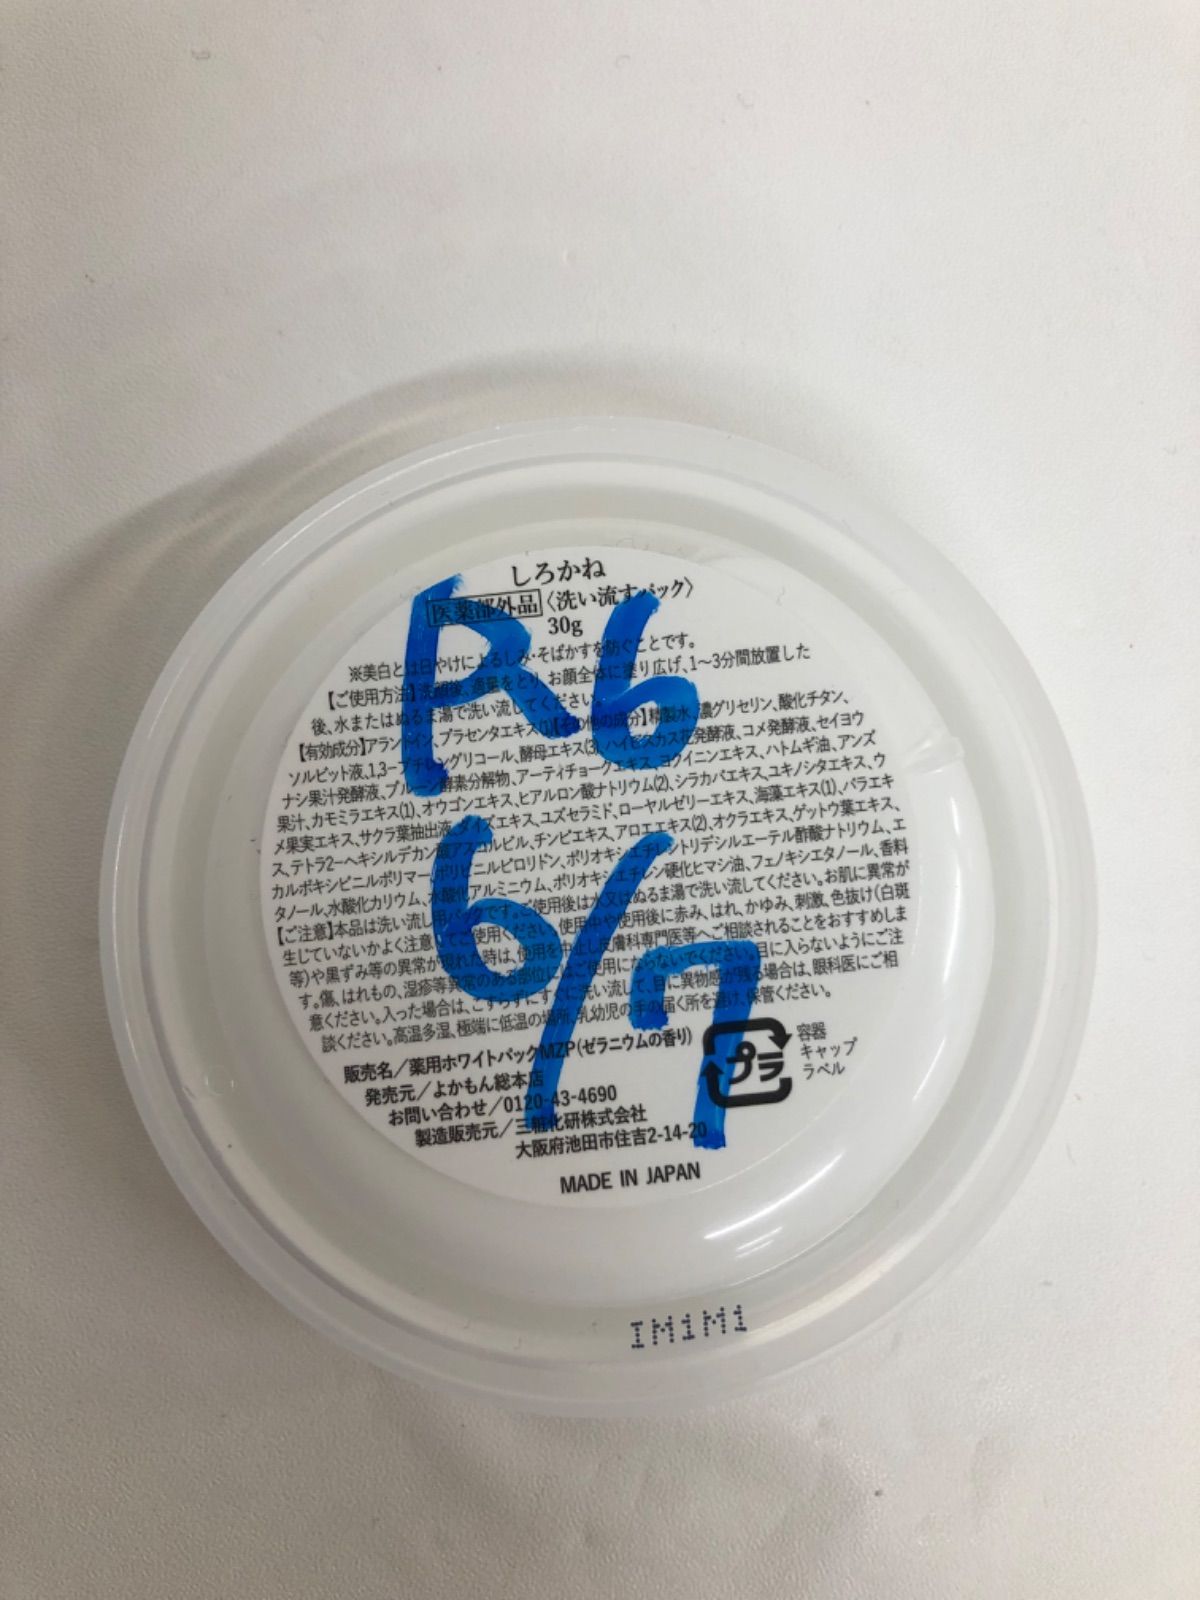 しろかね
医薬部外品〈洗い流すパック〉
30g
※美白とは日やけによるしみ・そばかすを防ぐことです。
【ご使用方法】洗顔後、適量をとり、お顔全体に塗り広げ、1〜3分間放置した
後、水またはぬるま湯で洗い流してください。
【有効成分】アラントイン、プラセンタエキス(1)【その他の成分】精製水、濃グリセリン、酸化チタン、
ソルビット液、1,3-ブチレングリコール、酵母エキス(3)、ハイビスカス花発酵液、コメ発酵液、セイヨウ
ナシ果汁発酵液、プルーン酵素分解物、アーティチョークエキス、ヨクイニンエキス、ハトムギ油、アンズ
果汁、カモミラエキス(1)、オウゴンエキス、ヒアルロン酸ナトリウム(2)、シラカバエキス、ユキノシタエキス、ウ
メ果実エキス、サクラ葉抽出液、ダイズエキス、ユズセラミド、ローヤルゼリーエキス、海藻エキス(1)、バラエキ
ス、テトラ2-ヘキシルデカン酸アスコルビル、チンピエキス、アロエエキス(2)、オクラエキス、ゲットウ葉エキス、
カルボキシビニルポリマー、ポリビニルピロリドン、ポリオキシエチレントリデシルエーテル酢酸ナトリウム、エ
タノール、水酸化カリウム、水酸化アルミニウム、ポリオキシエチレン硬化ヒマシ油、フェノキシエタノール、香料
【ご注意】本品は洗い流し用パックです。ご使用後は水又はぬるま湯で洗い流してください。お肌に異常が
生じていないかよく注意してご使用ください。使用中や使用後に赤み、はれ、かゆみ、刺激、色抜け(白斑
等)や黒ずみ等の異常が現れた時は、使用を中止し皮膚科専門医等へご相談されることをおすすめしま
す。傷、はれもの、湿疹等異常のある部位にはご使用にならないでください。目に入らないようにご注
意ください。入った場合は、こすらずにすぐに洗い流して、目に異物感が残る場合は、眼科医にご相
談ください。高温多湿、極端に低温の場所、乳幼児の手の届く所を避け、保管ください。
販売名／薬用ホワイトパックMZP(ゼラニウムの香り)
発売元／よかもん総本店
お問い合わせ／0120-43-4690
製造販売元／三粧化研株式会社
大阪府池田市住吉2-14-20
プラ
容器
キャップ
ラベル
MADE IN JAPAN
IM1M1
R6
6/7